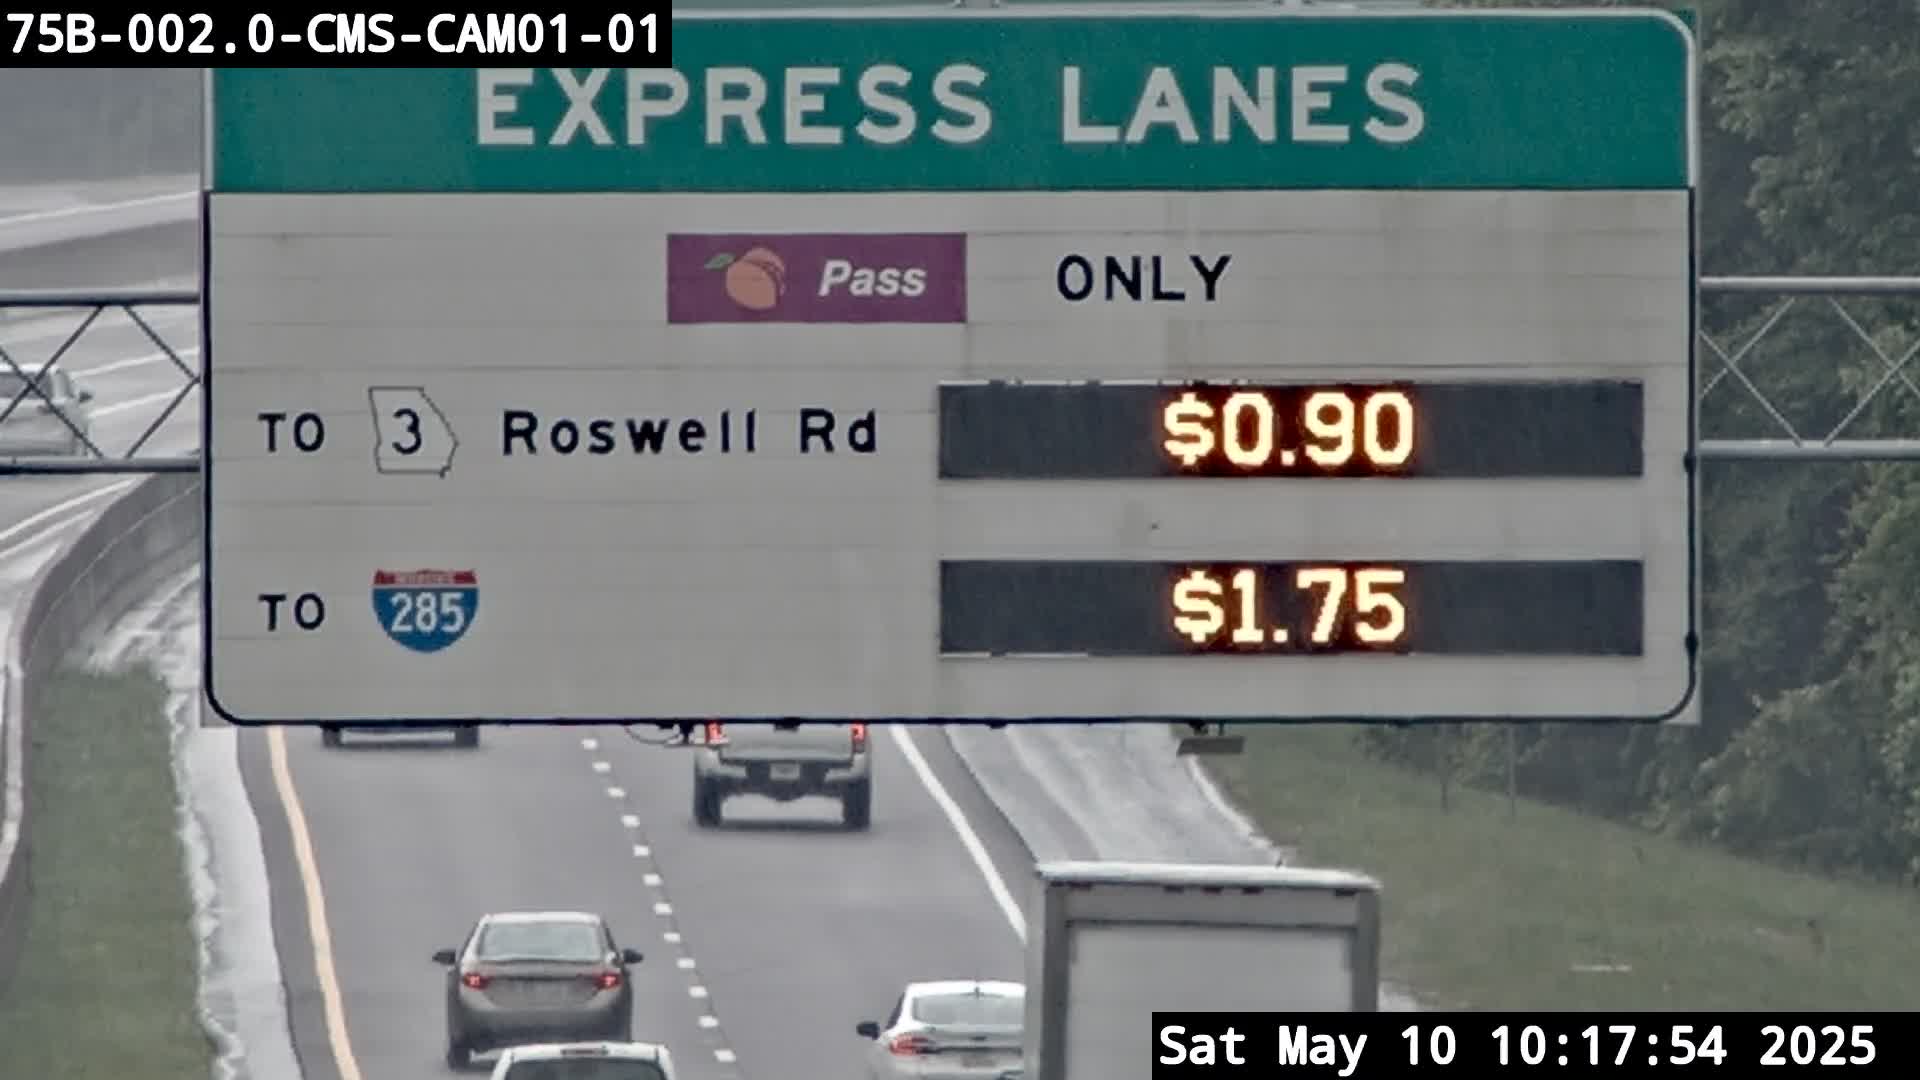 75B-002.0-CMS-CAM01-01
EXPRESS LANES
Pass ONLY
TO 3 Roswell Rd $0.90
TO 285 $1.75
Sat May 10 10:17:54 2025